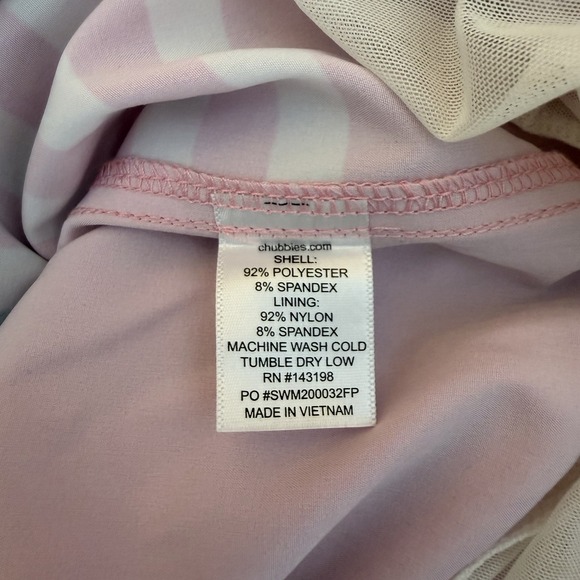 chubbies.com
SHELL:
92% POLYESTER
8% SPANDEX
LINING:
92% NYLON
8% SPANDEX
MACHINE WASH COLD
TUMBLE DRY LOW
RN #143198
PO #SWM200032FP
MADE IN VIETNAM